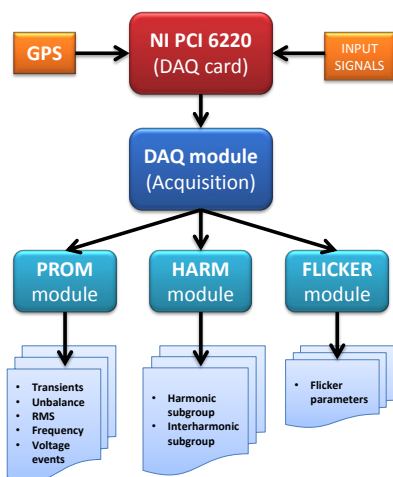 GPS
NI PCI 6220
(DAQ card)
INPUT
SIGNALS
DAQ module
(Acquisition)
PROM
module
HARM
module
FLICKER
module
• Transients
• Unbalance
• RMS
• Frequency
• Voltage
events
• Harmonic
subgroup
• Interharmonic
subgroup
• Flicker
parameters